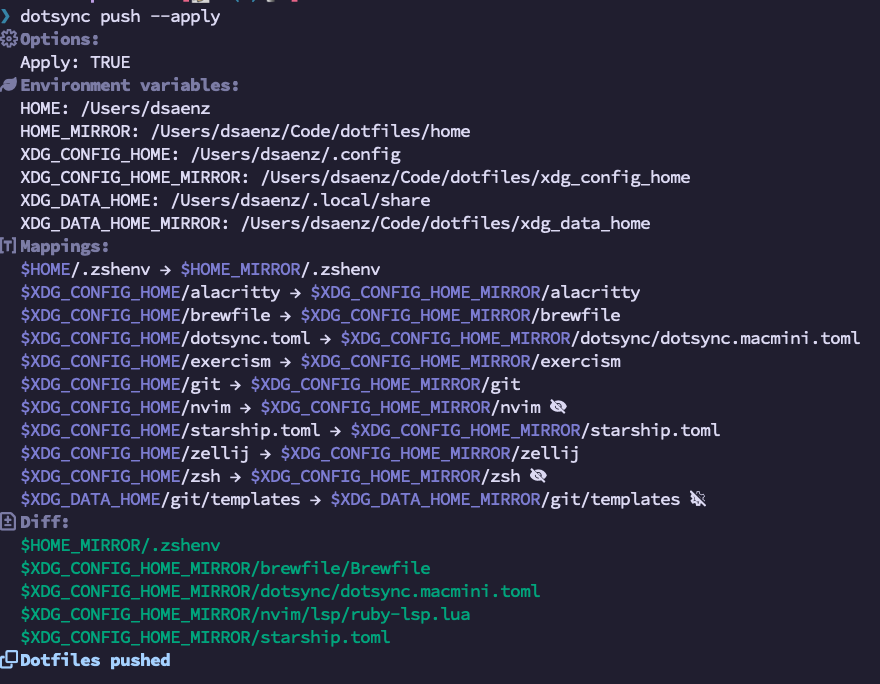 ❯ dotsync push --apply
Options:
Apply: TRUE
Environment variables:
HOME: /Users/dsaenz
HOME_MIRROR: /Users/dsaenz/Code/dotfiles/home
XDG_CONFIG_HOME: /Users/dsaenz/.config
XDG_CONFIG_HOME_MIRROR: /Users/dsaenz/Code/dotfiles/xdg_config_home
XDG_DATA_HOME: /Users/dsaenz/.local/share
XDG_DATA_HOME_MIRROR: /Users/dsaenz/Code/dotfiles/xdg_data_home
[T] Mappings:
$HOME/.zshenv → $HOME_MIRROR/.zshenv
$XDG_CONFIG_HOME/alacritty → $XDG_CONFIG_HOME_MIRROR/alacritty
$XDG_CONFIG_HOME/brewfile → $XDG_CONFIG_HOME_MIRROR/brewfile
$XDG_CONFIG_HOME/dotsync.toml → $XDG_CONFIG_HOME_MIRROR/dotsync/dotsync.macmini.toml
$XDG_CONFIG_HOME/exercism → $XDG_CONFIG_HOME_MIRROR/exercism
$XDG_CONFIG_HOME/git → $XDG_CONFIG_HOME_MIRROR/git
$XDG_CONFIG_HOME/nvim → $XDG_CONFIG_HOME_MIRROR/nvim
$XDG_CONFIG_HOME/starship.toml → $XDG_CONFIG_HOME_MIRROR/starship.toml
$XDG_CONFIG_HOME/zellij → $XDG_CONFIG_HOME_MIRROR/zellij
$XDG_CONFIG_HOME/zsh → $XDG_CONFIG_HOME_MIRROR/zsh
$XDG_DATA_HOME/git/templates → $XDG_DATA_HOME_MIRROR/git/templates
Diff:
$HOME_MIRROR/.zshenv
$XDG_CONFIG_HOME_MIRROR/brewfile/Brewfile
$XDG_CONFIG_HOME_MIRROR/dotsync/dotsync.macmini.toml
$XDG_CONFIG_HOME_MIRROR/nvim/lsp/ruby-lsp.lua
$XDG_CONFIG_HOME_MIRROR/starship.toml
Dotfiles pushed